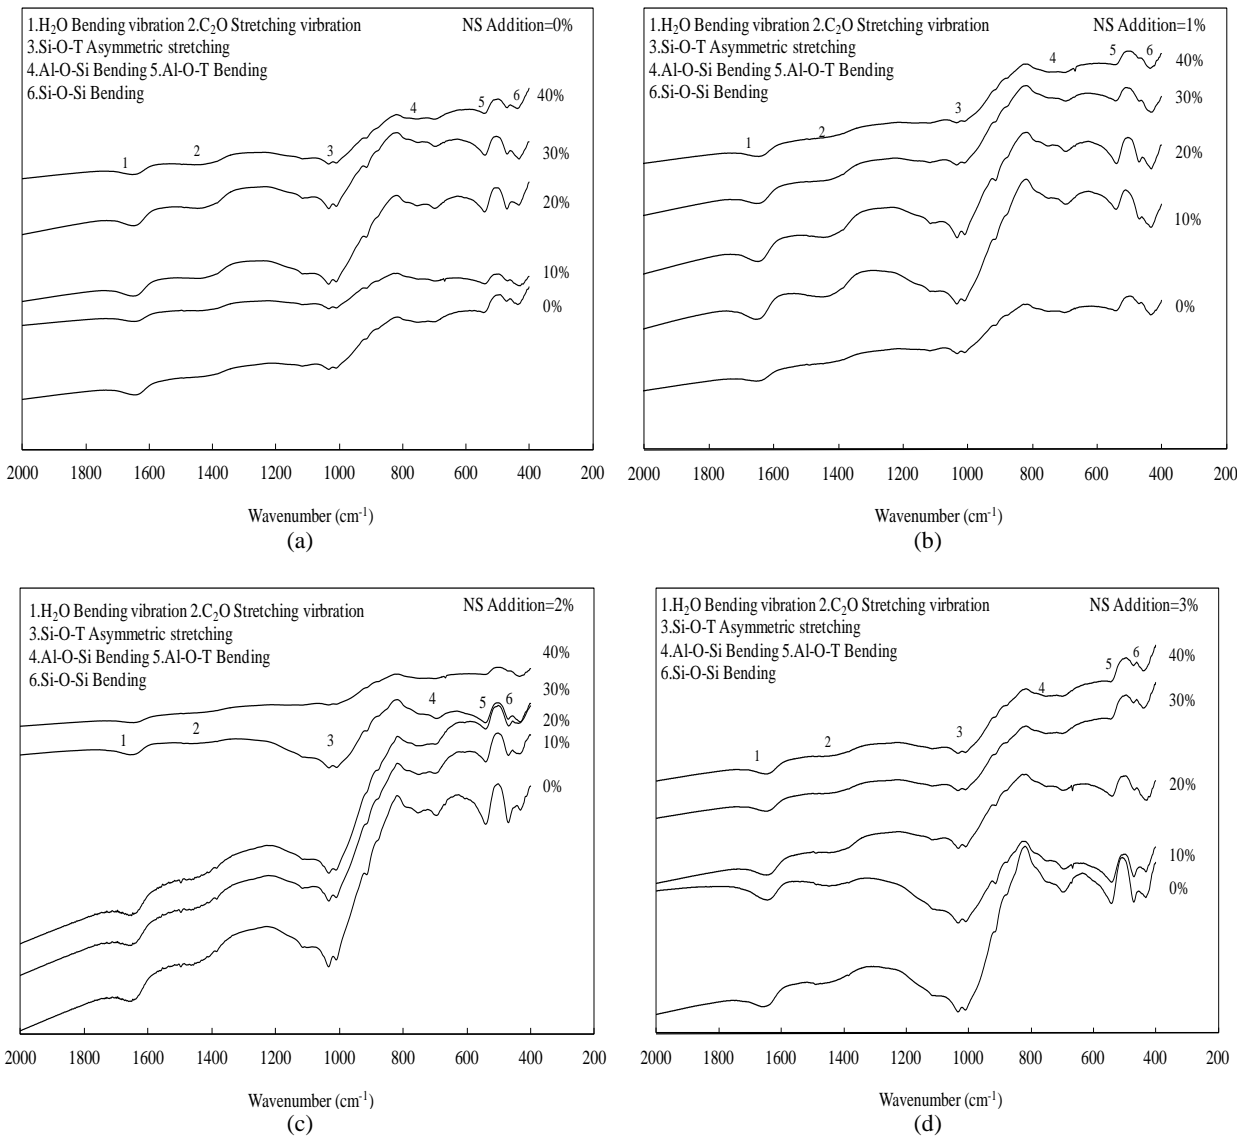 1.H₂O Bending vibration 2.C₂O Stretching virbration NS Addition=0%
3.Si-O-T Asymmetric stretching
4.Al-O-Si Bending 5.Al-O-T Bending
6.Si-O-Si Bending
40%
30%
20%
10%
0%
1 2 3 4 5 6
2000 1800 1600 1400 1200 1000 800 600 400 200
Wavenumber (cm⁻¹)
(a)
1.H₂O Bending vibration 2.C₂O Stretching virbration NS Addition=1%
3.Si-O-T Asymmetric stretching
4.Al-O-Si Bending 5.Al-O-T Bending
6.Si-O-Si Bending
40%
30%
20%
10%
0%
1 2 3 4 5 6
2000 1800 1600 1400 1200 1000 800 600 400 200
Wavenumber (cm⁻¹)
(b)
1.H₂O Bending vibration 2.C₂O Stretching virbration NS Addition=2%
3.Si-O-T Asymmetric stretching
4.Al-O-Si Bending 5.Al-O-T Bending
6.Si-O-Si Bending
40%
30%
20%
10%
0%
1 2 3 4 5 6
2000 1800 1600 1400 1200 1000 800 600 400 200
Wavenumber (cm⁻¹)
(c)
1.H₂O Bending vibration 2.C₂O Stretching virbration NS Addition=3%
3.Si-O-T Asymmetric stretching
4.Al-O-Si Bending 5.Al-O-T Bending
6.Si-O-Si Bending
40%
30%
20%
10%
0%
1 2 3 4 5 6
2000 1800 1600 1400 1200 1000 800 600 400 200
Wavenumber (cm⁻¹)
(d)